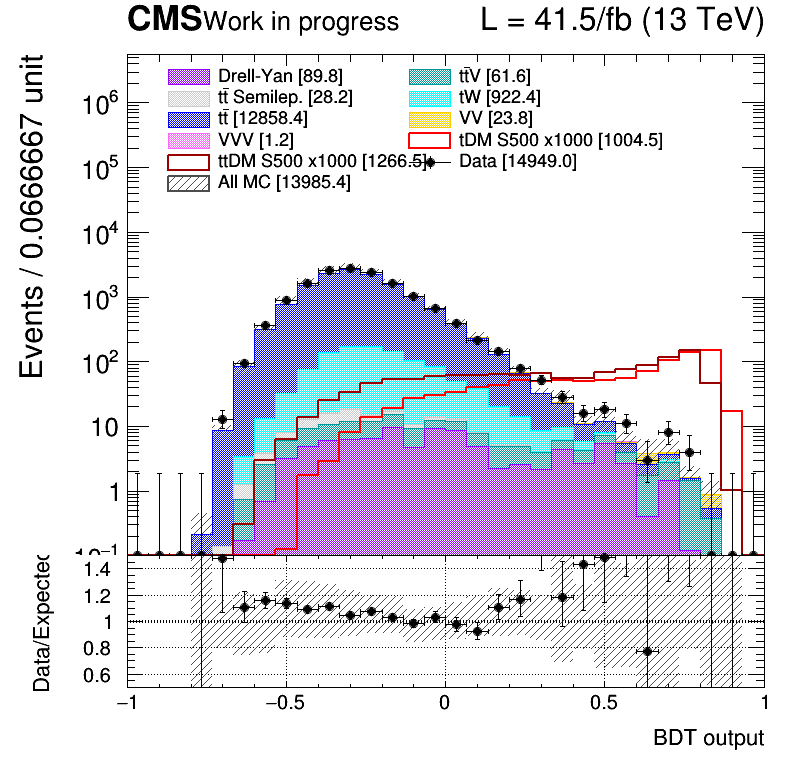 CMS Work in progress L = 41.5/fb (13 TeV)
Events / 0.0666667 unit
Drell-Yan [89.8]
tt̄V [61.6]
tt̄ Semilep. [28.2]
tW [922.4]
tt̄ [12858.4]
VV [23.8]
VVV [1.2]
tDM S500 x1000 [1004.5]
ttDM S500 x1000 [1266.5]
Data [14949.0]
All MC [13985.4]
10⁶
10⁵
10⁴
10³
10²
10
1
10⁻¹
Data/Expected
1.4
1.2
1
0.8
0.6
−1 −0.5 0 0.5 1
BDT output